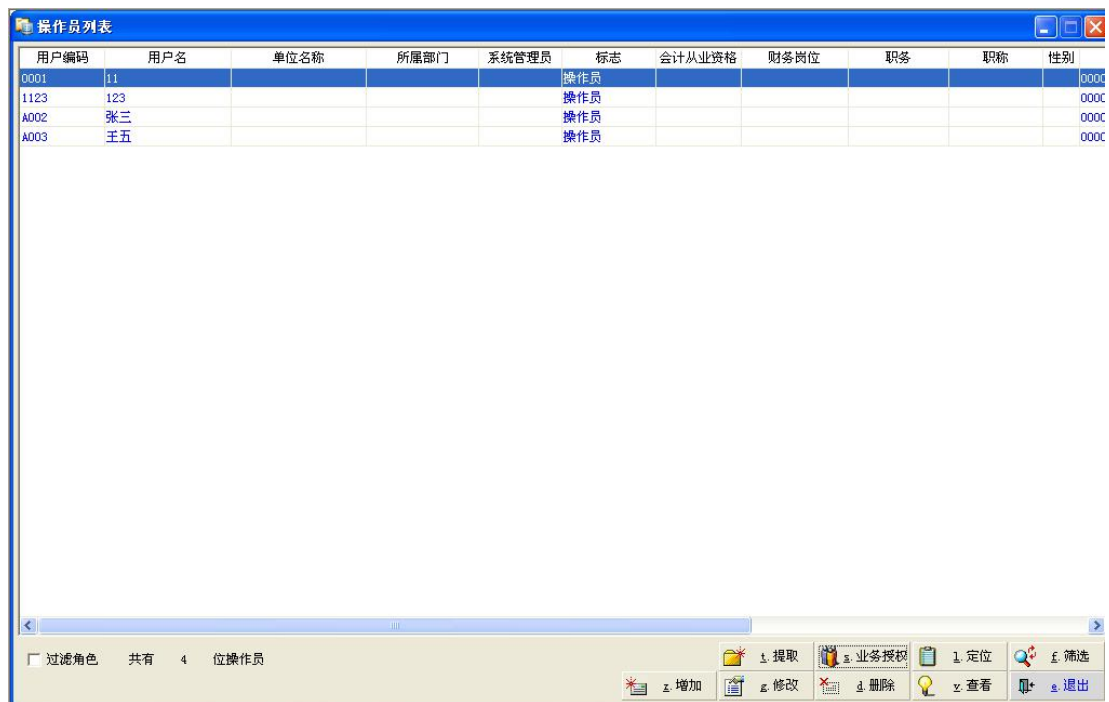 操作员列表
用户编码 用户名 单位名称 所属部门 系统管理员 标志 会计从业资格 财务岗位 职务 职称 性别
0001 11 操作员 0000
1123 123 操作员 0000
A002 张三 操作员 0000
A003 王五 操作员 0000
过滤角色 共有 4 位操作员 t.提取 s.业务授权 l.定位 f.筛选
z.增加 g.修改 d.删除 v.查看 e.退出